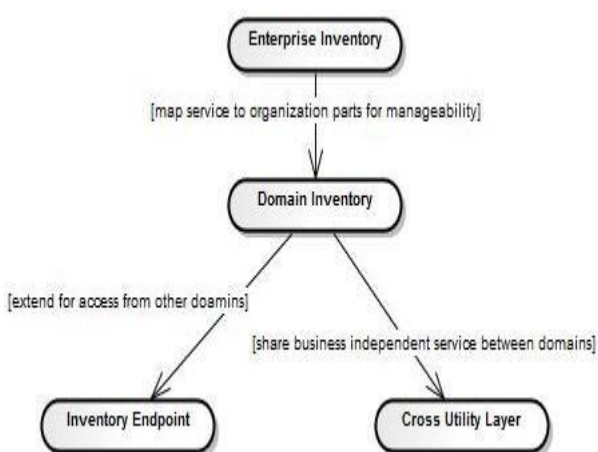 Enterprise Inventory
[map service to organization parts for manageability]
Domain Inventory
[extend for access from other doamins]
[share business independent service between domains]
Inventory Endpoint
Cross Utility Layer